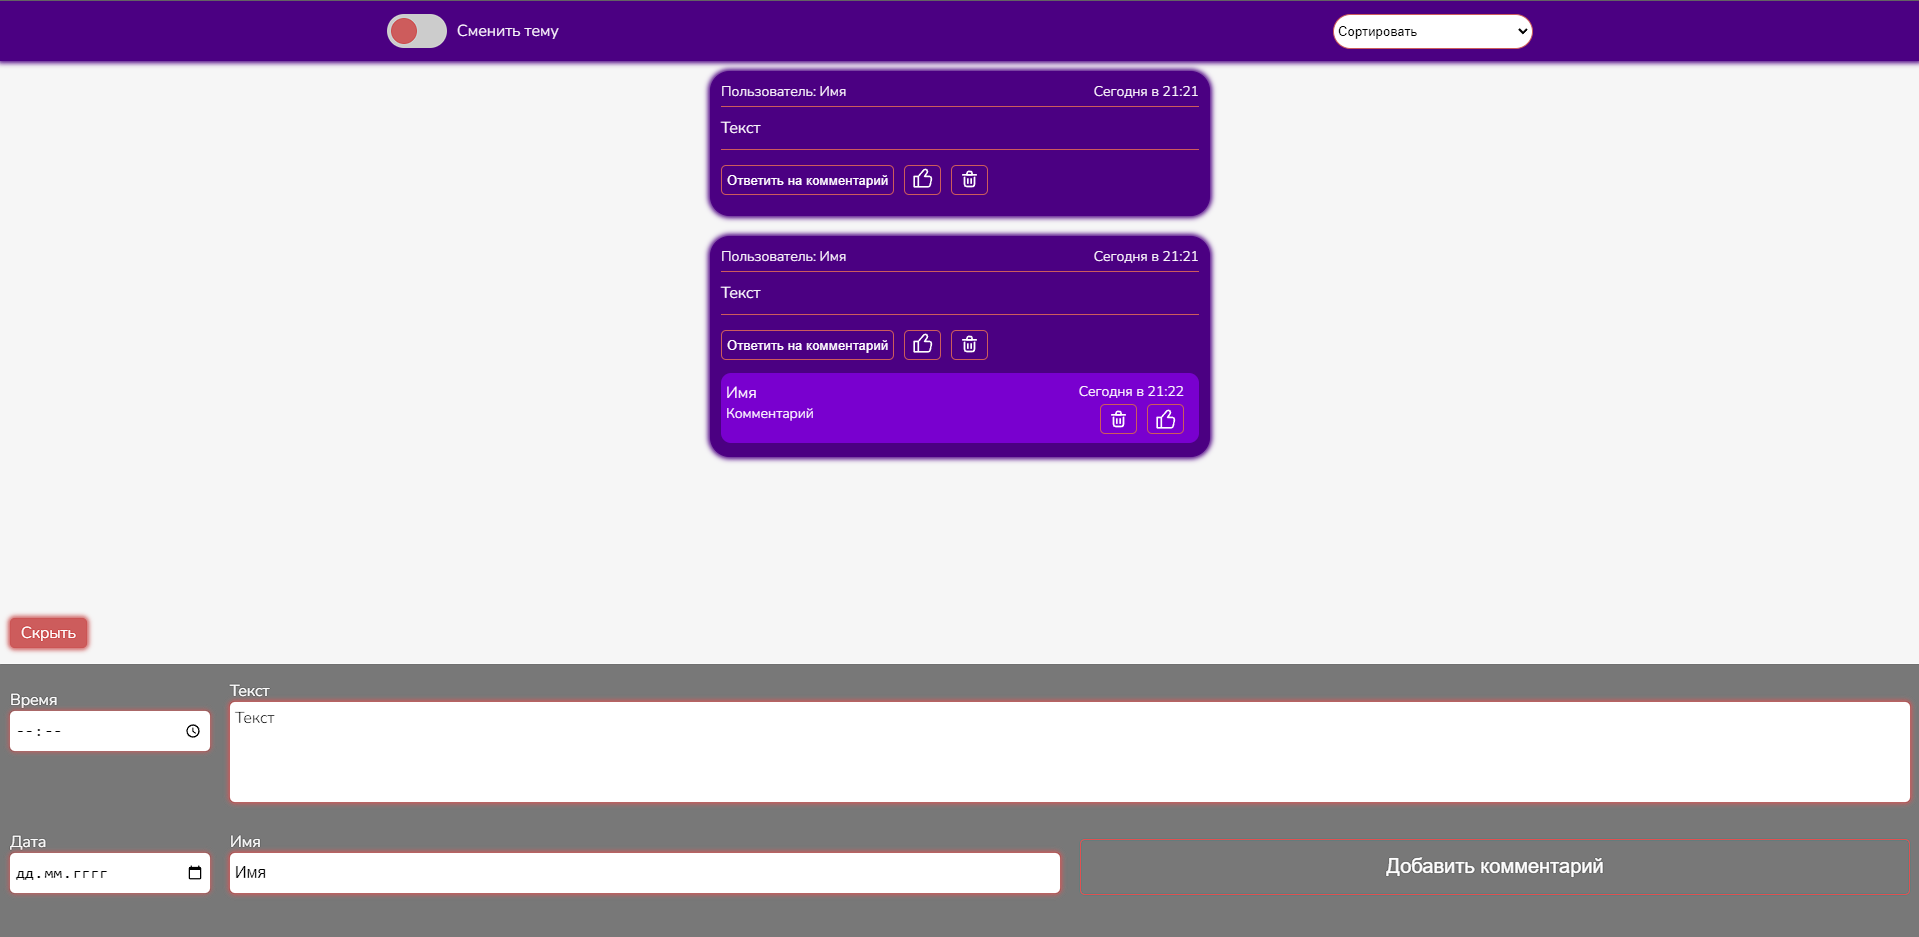 Сменить тему
Сортировать
Пользователь: Имя
Сегодня в 21:21
Текст
Ответить на комментарий
Пользователь: Имя
Сегодня в 21:21
Текст
Ответить на комментарий
Имя
Сегодня в 21:22
Комментарий
Скрыть
Время
--:--
Текст
Текст
Дата
дд.мм.гггг
Имя
Имя
Добавить комментарий